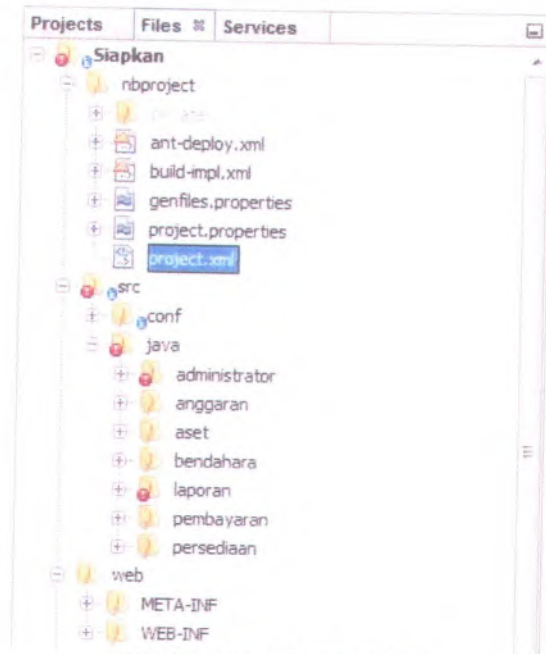 Projects Files Services
Siapkan
nbproject
private
ant-deploy.xml
build-impl.xml
genfiles.properties
project.properties
project.xml
src
conf
java
administrator
anggaran
aset
bendahara
laporan
pembayaran
persediaan
web
META-INF
WEB-INF